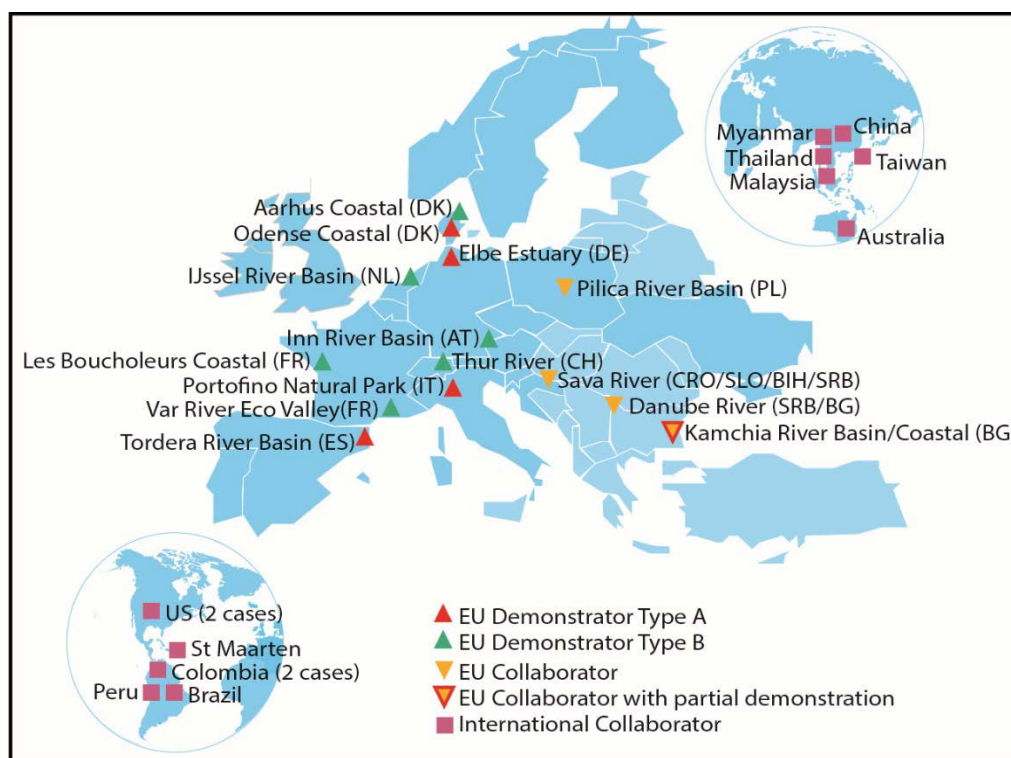 Myanmar
China
Thailand
Taiwan
Malaysia
Australia
Aarhus Coastal (DK)
Odense Coastal (DK)
Elbe Estuary (DE)
IJssel River Basin (NL)
Pilica River Basin (PL)
Inn River Basin (AT)
Les Boucholeurs Coastal (FR)
Thur River (CH)
Sava River (CRO/SLO/BIH/SRB)
Portofino Natural Park (IT)
Var River Eco Valley(FR)
Danube River (SRB/BG)
Kamchia River Basin/Coastal (BG
Tordera River Basin (ES)
US (2 cases)
St Maarten
Colombia (2 cases)
Peru
Brazil
EU Demonstrator Type A
EU Demonstrator Type B
EU Collaborator
EU Collaborator with partial demonstration
International Collaborator